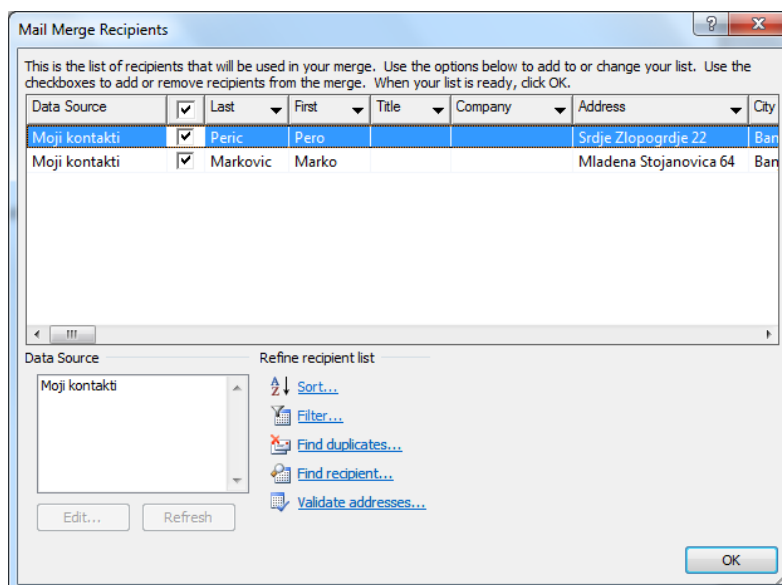 Mail Merge Recipients
This is the list of recipients that will be used in your merge. Use the options below to add to or change your list. Use the
checkboxes to add or remove recipients from the merge. When your list is ready, click OK.
Data Source Last First Title Company Address City
Moji kontakti Peric Pero Srdje Zlopogrdje 22 Ban
Moji kontakti Markovic Marko Mladena Stojanovica 64 Ban
Data Source
Refine recipient list
Moji kontakti
Sort...
Filter...
Find duplicates...
Find recipient...
Validate addresses...
Edit... Refresh
OK